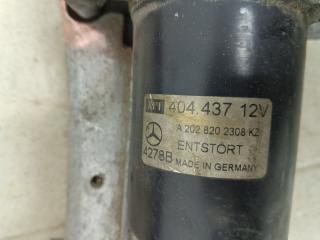 404.437 12V
A 202 820 2308 KZ
ENTSTÖRT
4278B MADE IN GERMANY